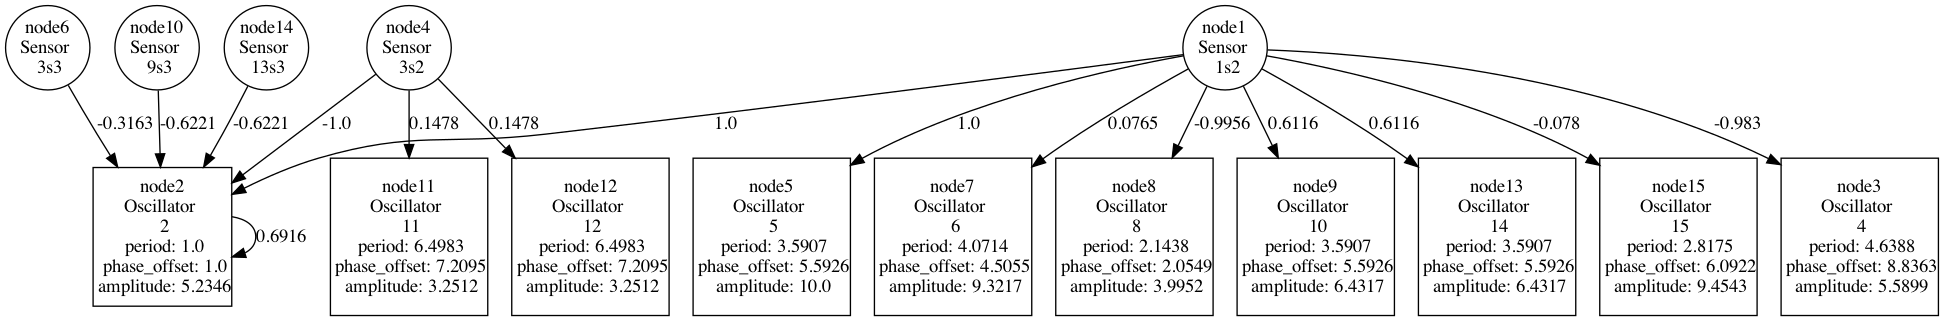 node6
Sensor
3s3
node10
Sensor
9s3
node14
Sensor
13s3
node4
Sensor
3s2
node1
Sensor
1s2
-0.3163
-0.6221
-0.6221
-1.0
0.1478
0.1478
1.0
1.0
0.0765
-0.9956
0.6116
0.6116
-0.078
-0.983
node2
Oscillator
2
period: 1.0
phase_offset: 1.0
amplitude: 5.2346
0.6916
node11
Oscillator
11
period: 6.4983
phase_offset: 7.2095
amplitude: 3.2512
node12
Oscillator
12
period: 6.4983
phase_offset: 7.2095
amplitude: 3.2512
node5
Oscillator
5
period: 3.5907
phase_offset: 5.5926
amplitude: 10.0
node7
Oscillator
6
period: 4.0714
phase_offset: 4.5055
amplitude: 9.3217
node8
Oscillator
8
period: 2.1438
phase_offset: 2.0549
amplitude: 3.9952
node9
Oscillator
10
period: 3.5907
phase_offset: 5.5926
amplitude: 6.4317
node13
Oscillator
14
period: 3.5907
phase_offset: 5.5926
amplitude: 6.4317
node15
Oscillator
15
period: 2.8175
phase_offset: 6.0922
amplitude: 9.4543
node3
Oscillator
4
period: 4.6388
phase_offset: 8.8363
amplitude: 5.5899